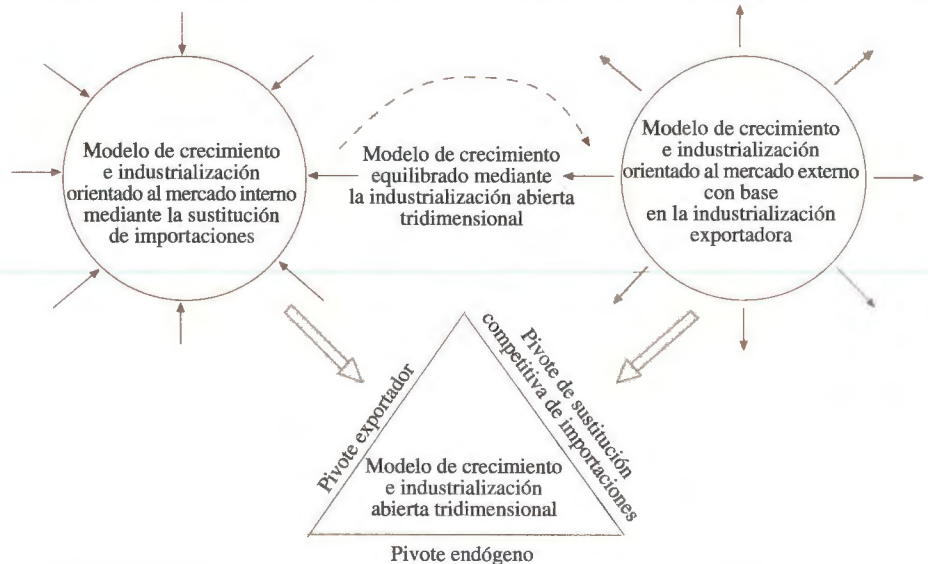 Modelo de crecimiento
e industrialización
orientado al mercado interno
mediante la sustitución
de importaciones
Modelo de crecimiento
equilibrado mediante
la industrialización abierta
tridimensional
Modelo de crecimiento
e industrialización
orientado al mercado externo
con base
en la industrialización
exportadora
Pivote exportador
Pivote de sustitución
competitiva de importaciones
Modelo de crecimiento
e industrialización
abierta tridimensional
Pivote endógeno